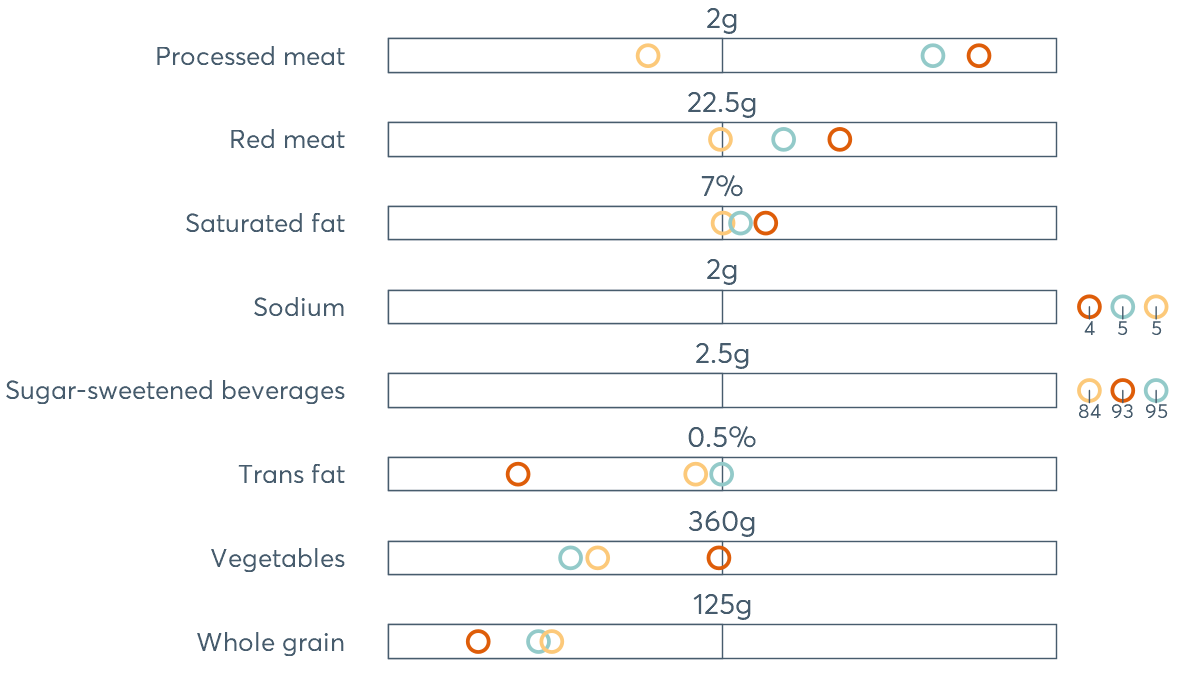 2g
Processed meat
22.5g
Red meat
7%
Saturated fat
2g
Sodium
4 5 5
2.5g
Sugar-sweetened beverages
84 93 95
0.5%
Trans fat
360g
Vegetables
125g
Whole grain